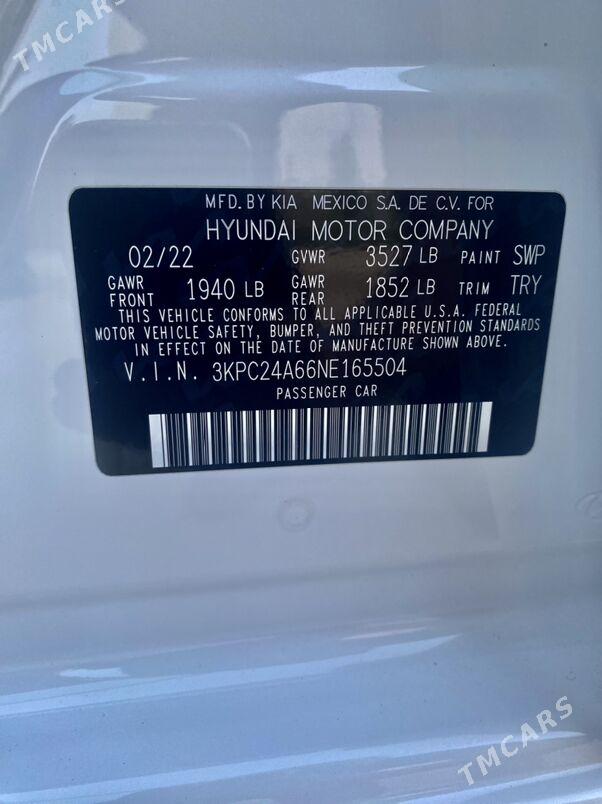 TMCARS
MFD. BY KIA MEXICO S.A. DE C.V. FOR
HYUNDAI MOTOR COMPANY
02/22 GVWR 3527 LB PAINT SWP
GAWR FRONT 1940 LB GAWR REAR 1852 LB TRIM TRY
THIS VEHICLE CONFORMS TO ALL APPLICABLE U.S.A. FEDERAL
MOTOR VEHICLE SAFETY, BUMPER, AND THEFT PREVENTION STANDARDS
IN EFFECT ON THE DATE OF MANUFACTURE SHOWN ABOVE.
V.I.N. 3KPC24A66NE165504
PASSENGER CAR
TMCARS